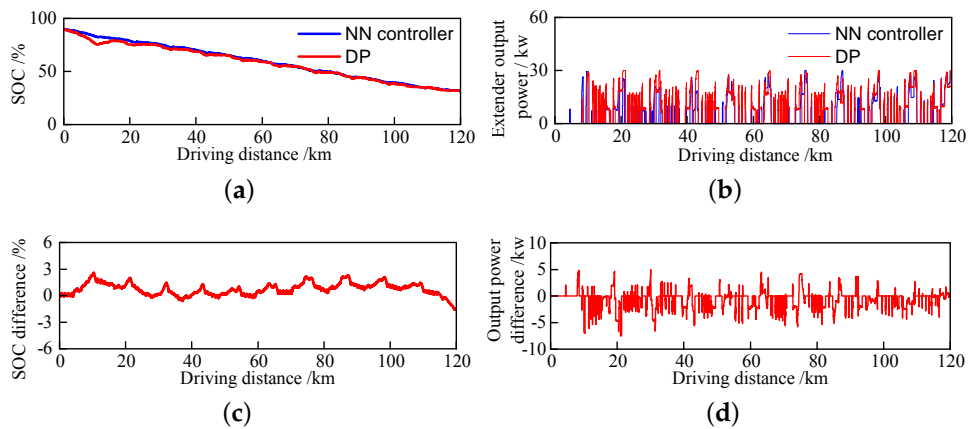 100
50
0
SOC /%
NN controller
DP
0 20 40 60 80 100 120
Driving distance /km
(a)
60
30
0
Extender output
power / kw
NN controller
DP
0 20 40 60 80 100 120
Driving distance /km
(b)
6
3
0
-3
-6
SOC difference /%
0 20 40 60 80 100 120
Driving distance /km
(c)
10
5
0
-5
-10
Output power
difference /kw
0 20 40 60 80 100 120
Driving distance /km
(d)